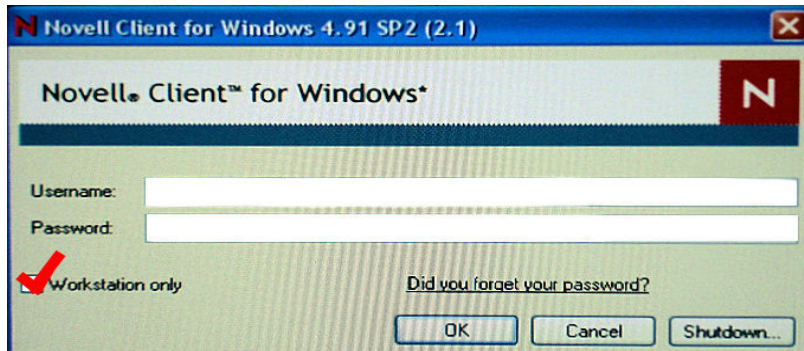 N Novell Client for Windows 4.91 SP2 (2.1)
Novell® Client™ for Windows*
N
Username:
Password:
Workstation only
Did you forget your password?
OK Cancel Shutdown...